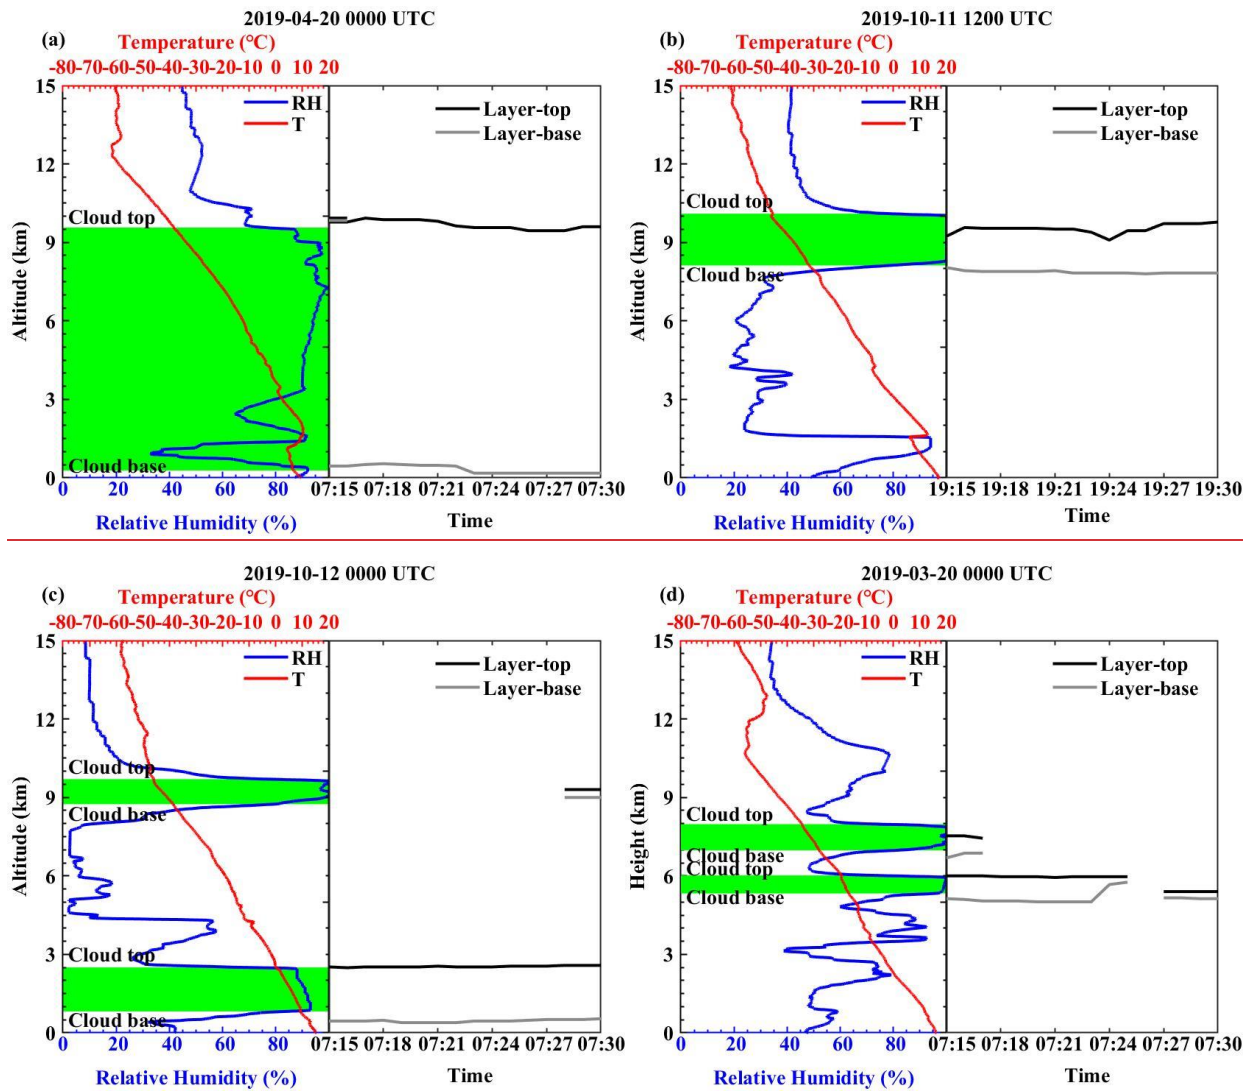 2019-04-20 0000 UTC
(a)
Temperature (°C)
-80-70-60-50-40-30-20-10 0 10 20
15
12
9
6
3
0
Altitude (km)
RH
T
Cloud top
Cloud base
Layer-top
Layer-base
0 20 40 60 80 07:15 07:18 07:21 07:24 07:27 07:30
Relative Humidity (%)
Time
2019-10-11 1200 UTC
(b)
Temperature (°C)
-80-70-60-50-40-30-20-10 0 10 20
15
12
9
6
3
0
Altitude (km)
RH
T
Cloud top
Cloud base
Layer-top
Layer-base
0 20 40 60 80 19:15 19:18 19:21 19:24 19:27 19:30
Relative Humidity (%)
Time
2019-10-12 0000 UTC
(c)
Temperature (°C)
-80-70-60-50-40-30-20-10 0 10 20
15
12
9
6
3
0
Altitude (km)
RH
T
Cloud top
Cloud base
Cloud top
Cloud base
Layer-top
Layer-base
0 20 40 60 80 07:15 07:18 07:21 07:24 07:27 07:30
Relative Humidity (%)
Time
2019-03-20 0000 UTC
(d)
Temperature (°C)
-80-70-60-50-40-30-20-10 0 10 20
15
12
9
6
3
0
Height (km)
RH
T
Cloud top
Cloud base
Cloud top
Cloud base
Layer-top
Layer-base
0 20 40 60 80 07:15 07:18 07:21 07:24 07:27 07:30
Relative Humidity (%)
Time